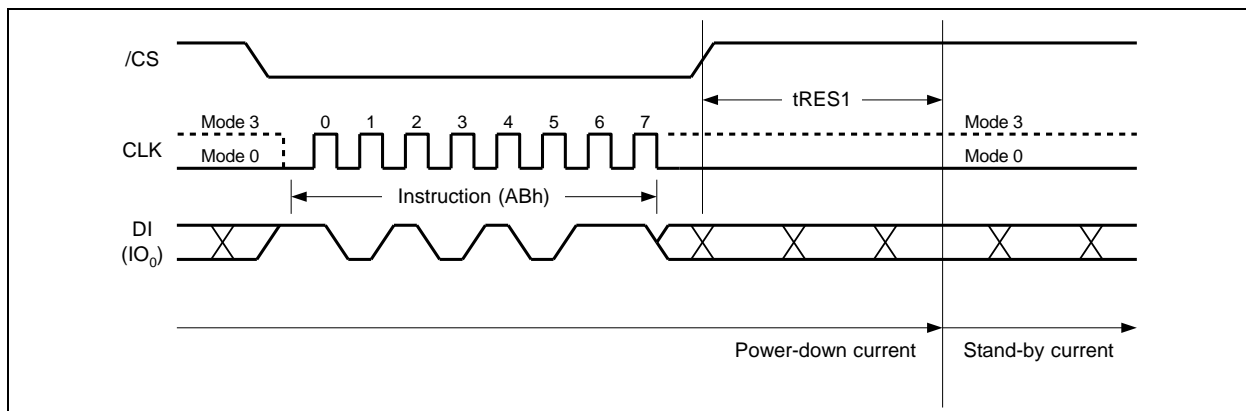 /CS
tRES1
Mode 3 0 1 2 3 4 5 6 7 Mode 3
CLK
Mode 0 Mode 0
Instruction (ABh)
DI
(IO₀)
Power-down current Stand-by current